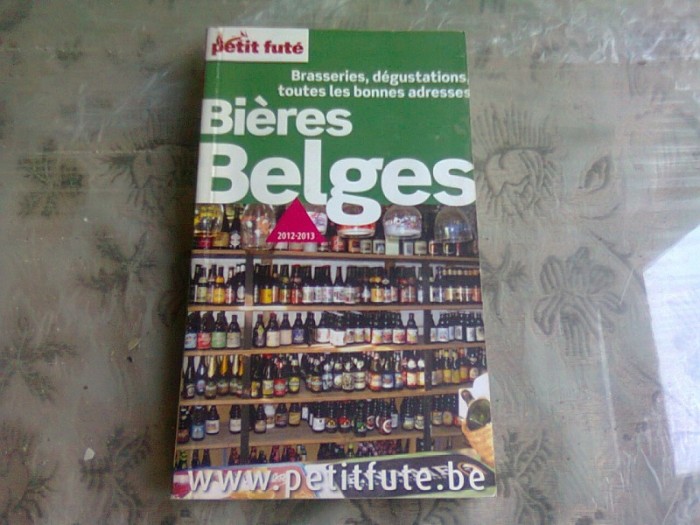 petit futé
Brasseries, dégustations,
toutes les bonnes adresses
Bières
Belges
2012-2013
www.petitfute.be